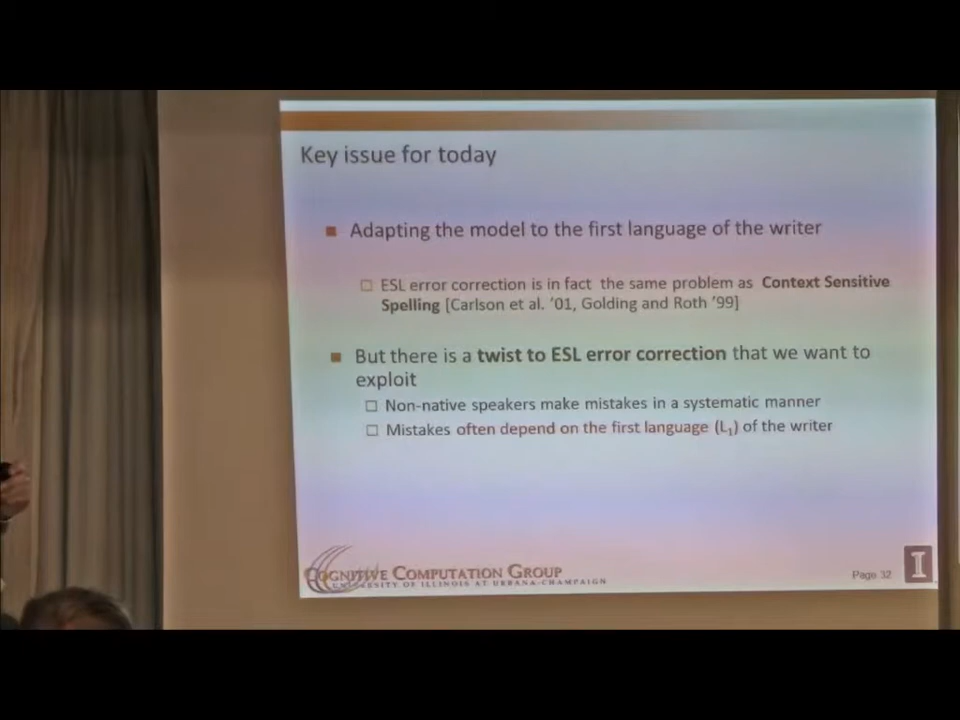 Key issue for today
■ Adapting the model to the first language of the writer
□ ESL error correction is in fact the same problem as Context Sensitive
Spelling [Carlson et al. '01, Golding and Roth '99]
■ But there is a twist to ESL error correction that we want to
exploit
□ Non-native speakers make mistakes in a systematic manner
□ Mistakes often depend on the first language (L₁) of the writer
COGNITIVE COMPUTATION GROUP
UNIVERSITY OF ILLINOIS AT URBANA-CHAMPAIGN
Page 32
I